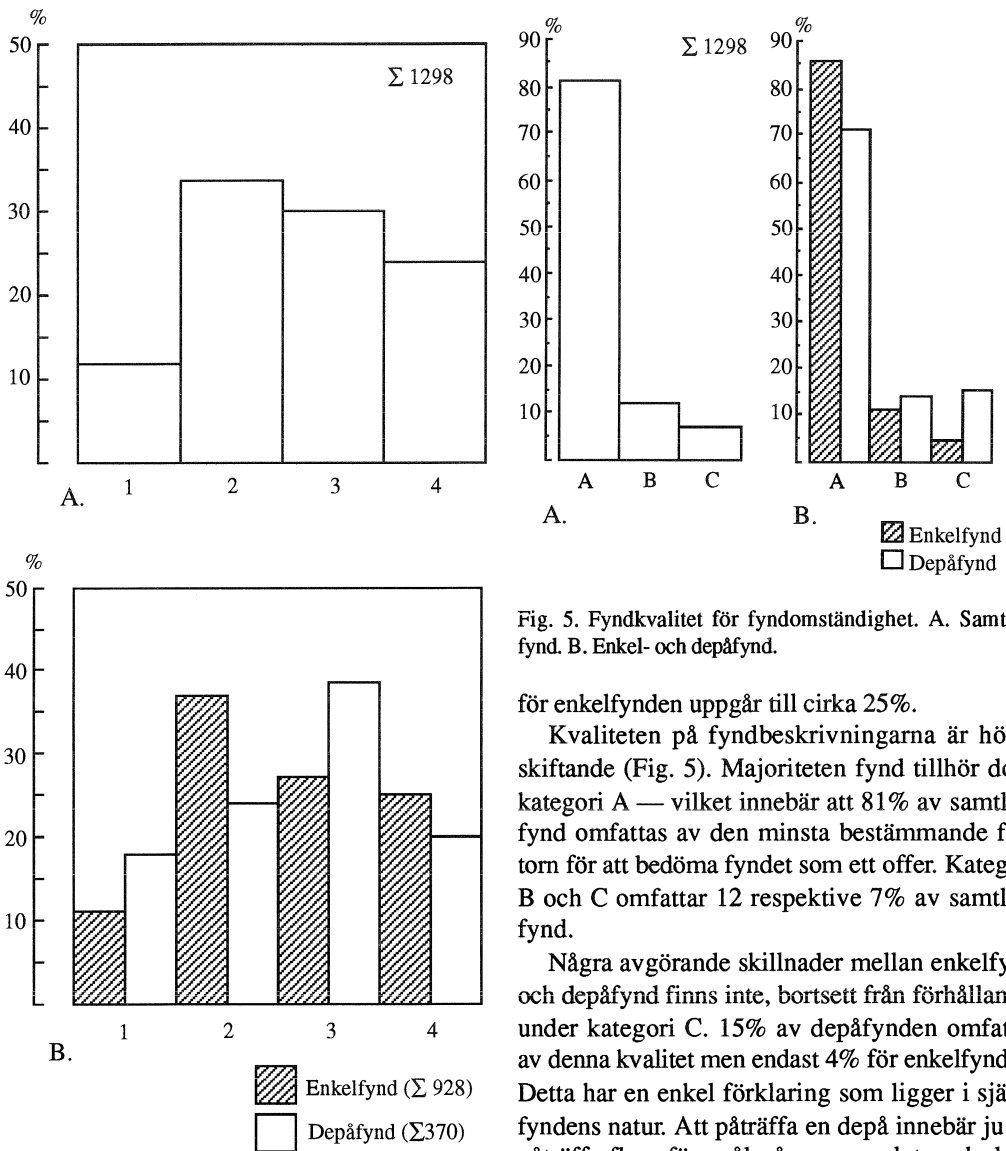 %
50
40
30
20
10
Σ 1298
1 2 3 4
A.
%
50
40
30
20
10
1 2 3 4
B.
Enkelfynd (Σ 928)
Depåfynd (Σ370)
%
90
80
70
60
50
40
30
20
10
Σ 1298
A B C
A.
%
90
80
70
60
50
40
30
20
10
A B C
B.
Enkelfynd
Depåfynd
Fig. 5. Fyndkvalitet för fyndomständighet. A. Samt
fynd. B. Enkel- och depåfynd.
för enkelfynden uppgår till cirka 25%.
Kvaliteten på fyndbeskrivningarna är hö
skiftande (Fig. 5). Majoriteten fynd tillhör de
kategori A — vilket innebär att 81% av samtl
fynd omfattas av den minsta bestämmande f
torn för att bedöma fyndet som ett offer. Kateg
B och C omfattar 12 respektive 7% av samtl
fynd.
Några avgörande skillnader mellan enkelfy
och depåfynd finns inte, bortsett från förhållan
under kategori C. 15% av depåfynden omfat
av denna kvalitet men endast 4% för enkelfynd
Detta har en enkel förklaring som ligger i sjä
fyndens natur. Att påträffa en depå innebär ju